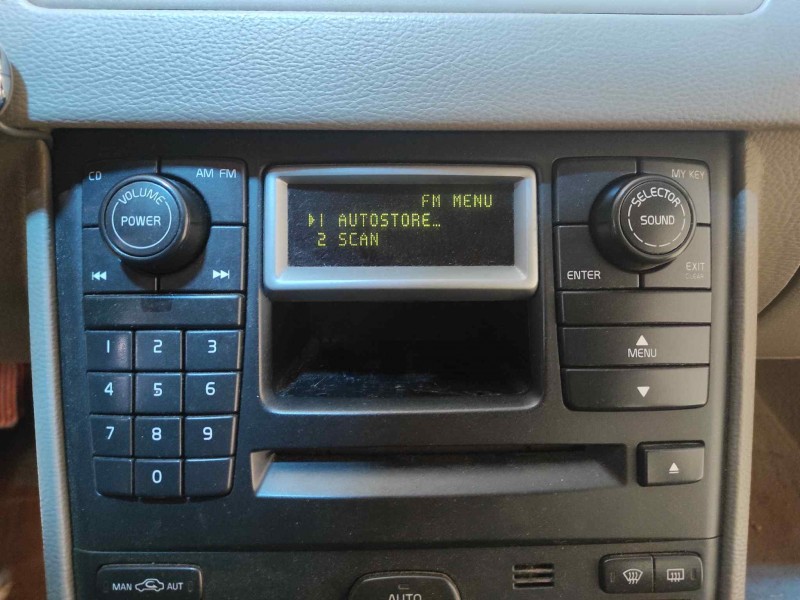 CD
AM FM
VOLUME
POWER
FM MENU
1 AUTOSTORE...
2 SCAN
MY KEY
SELECTOR
SOUND
ENTER
EXIT
CLEAR
1 2 3
4 5 6
7 8 9
0
MENU
MAN AUT
AUTO